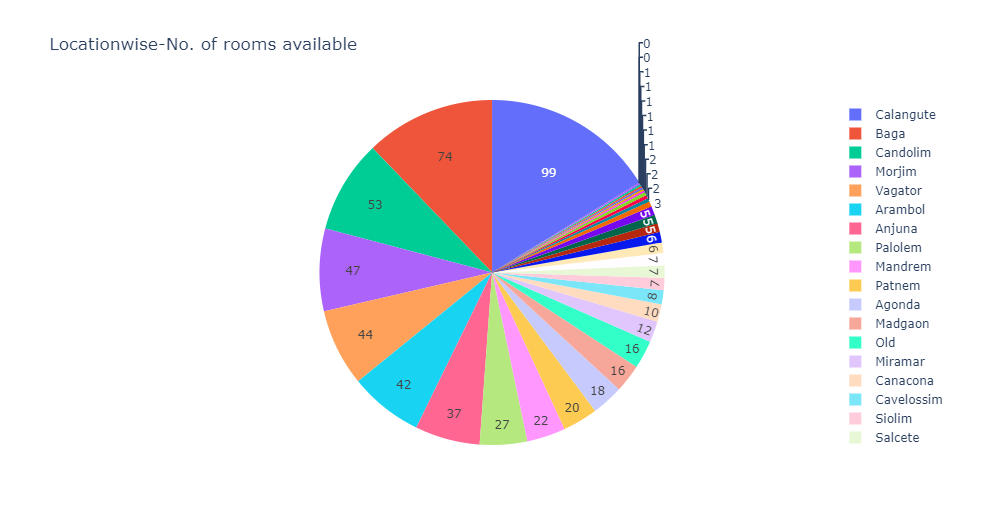 Locationwise-No. of rooms available
0
0
1
1
1
1
1
1
2
2
2
3
5
5
5
6
6
7
7
7
8
10
12
16
16
18
20
22
27
37
42
44
47
53
74
99
Calangute
Baga
Candolim
Morjim
Vagator
Arambol
Anjuna
Palolem
Mandrem
Patnem
Agonda
Madgaon
Old
Miramar
Canacona
Cavelossim
Siolim
Salcete